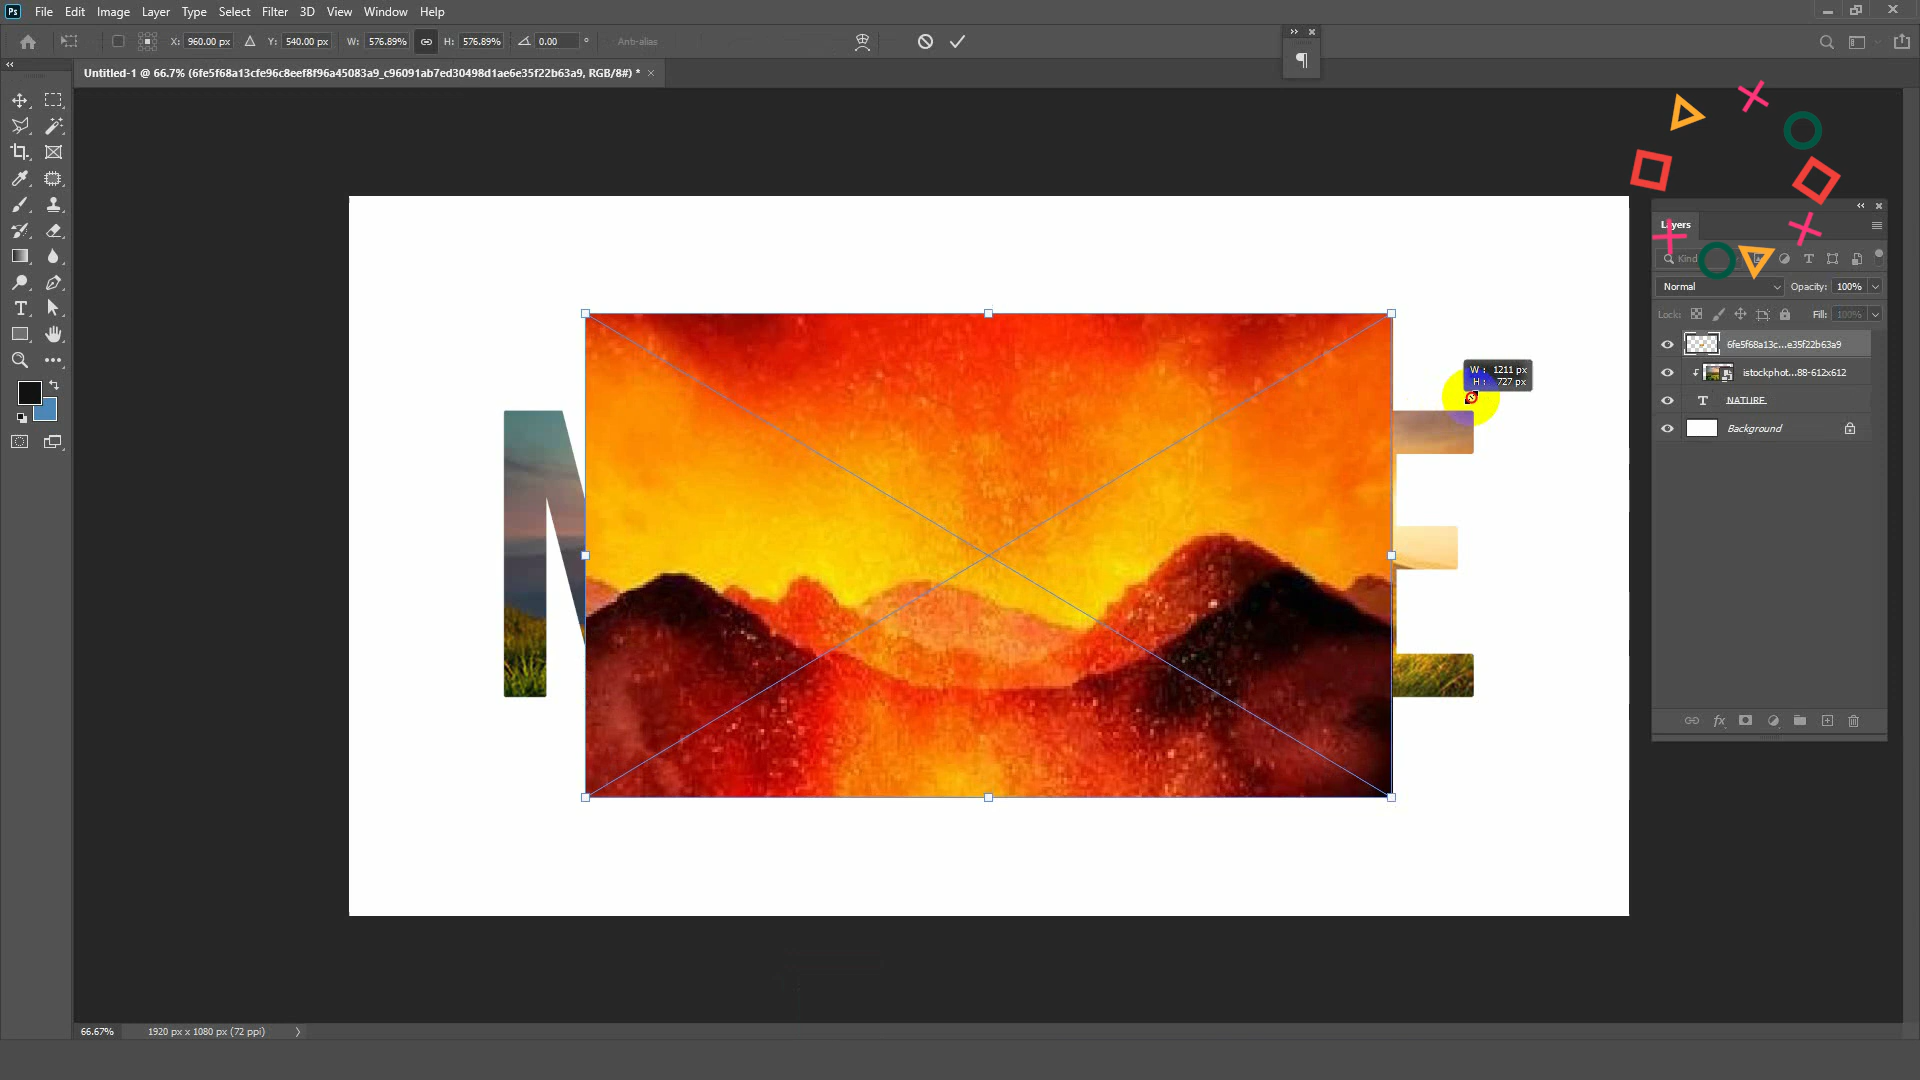 Ps File Edit Image Layer Type Select Filter 3D View Window Help
X: 960.00 px Y: 540.00 px W: 576.89% H: 576.89% 0.00 ° Anti-alias
Untitled-1 @ 66.7% (6fe5f68a13cfe96c8eef8f96a45083a9_c96091ab7ed30498d1ae6e35f22b63a9, RGB/8#) *
Layers
Kind
Normal Opacity: 100%
Lock: Fill: 100%
6fe5f68a13c...e35f22b63a9
istockphot...88-612x612
NATURE
Background
W: 1211 px
H: 727 px
N E
66.67% 1920 px x 1080 px (72 ppi)